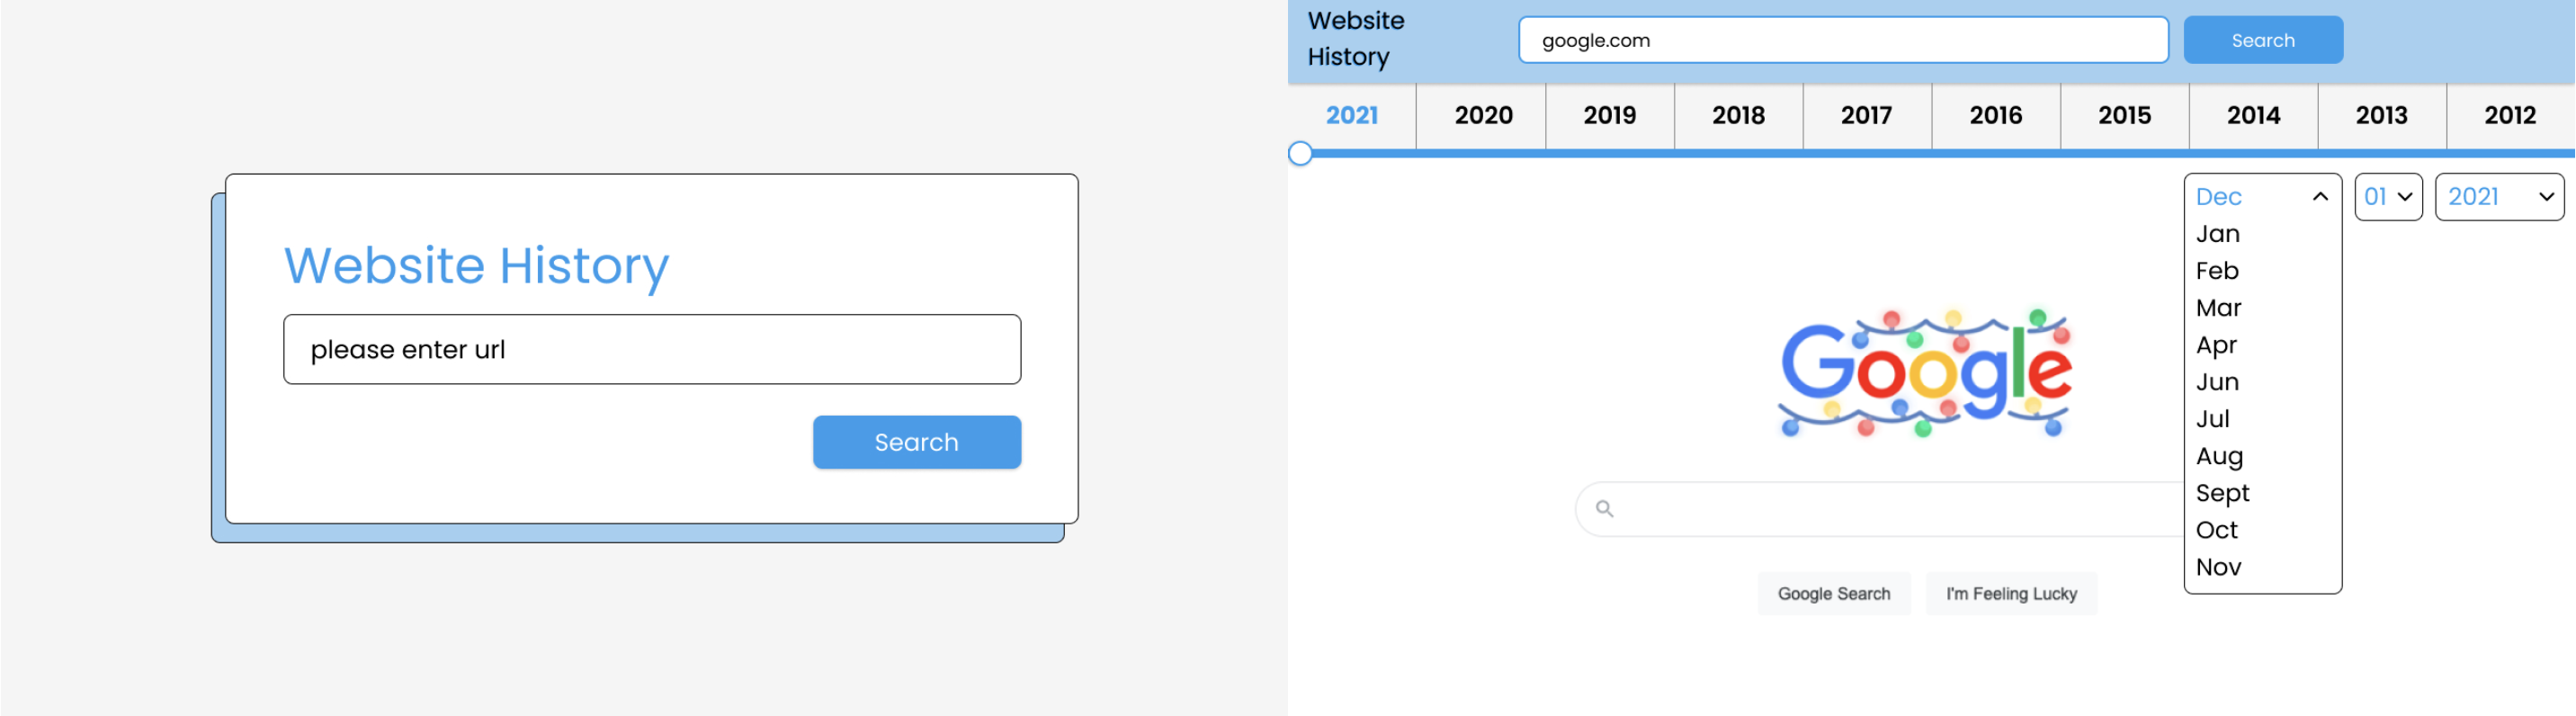 Website History
please enter url
Search
Website
History
google.com
Search
2021 2020 2019 2018 2017 2016 2015 2014 2013 2012
Dec 01 2021
Jan
Feb
Mar
Apr
Jun
Jul
Aug
Sept
Oct
Nov
Google
Google Search I'm Feeling Lucky